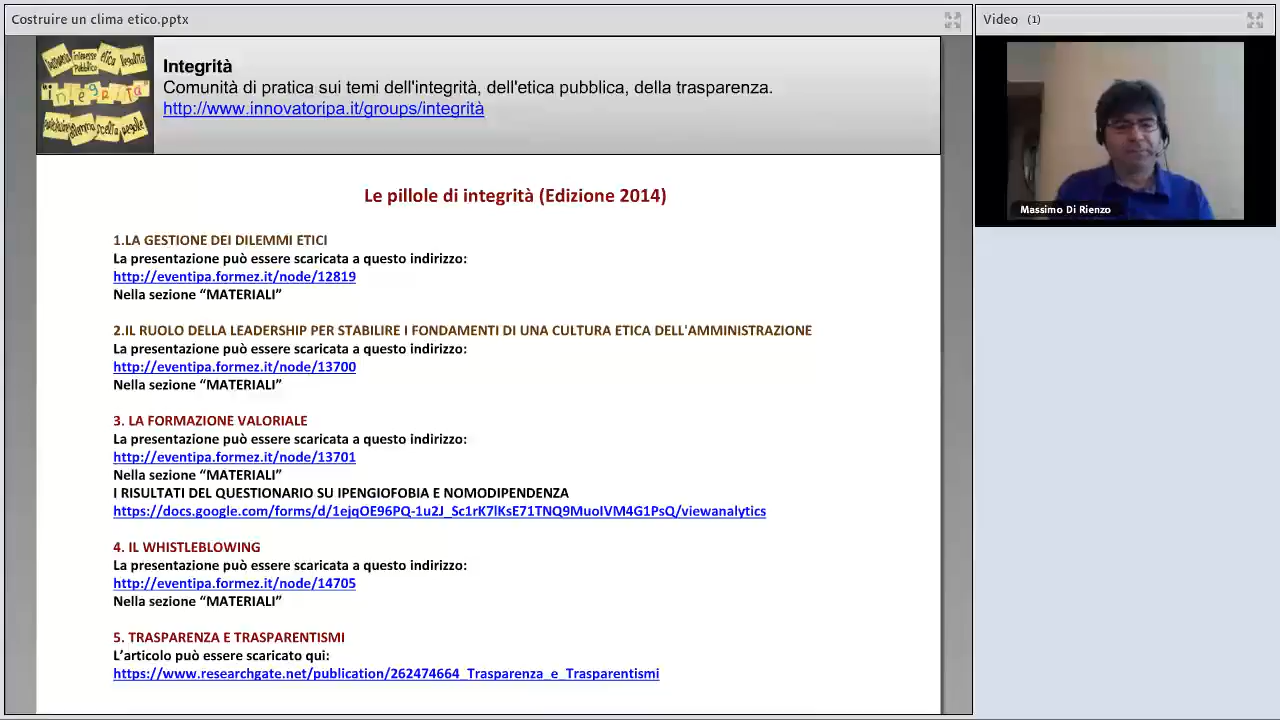 Costruire un clima etico.pptx
Video (1)
interesse
pubblico
etica
"integrità"
dilemma
scelta
regole
Integrità
Comunità di pratica sui temi dell'integrità, dell'etica pubblica, della trasparenza.
http://www.innovatoripa.it/groups/integrità
Massimo Di Rienzo
Le pillole di integrità (Edizione 2014)
1.LA GESTIONE DEI DILEMMI ETICI
La presentazione può essere scaricata a questo indirizzo:
http://eventipa.formez.it/node/12819
Nella sezione “MATERIALI”
2.IL RUOLO DELLA LEADERSHIP PER STABILIRE I FONDAMENTI DI UNA CULTURA ETICA DELL'AMMINISTRAZIONE
La presentazione può essere scaricata a questo indirizzo:
http://eventipa.formez.it/node/13700
Nella sezione “MATERIALI”
3. LA FORMAZIONE VALORIALE
La presentazione può essere scaricata a questo indirizzo:
http://eventipa.formez.it/node/13701
Nella sezione “MATERIALI”
I RISULTATI DEL QUESTIONARIO SU IPENGIOFOBIA E NOMODIPENDENZA
https://docs.google.com/forms/d/1ejqOE96PQ-1u2J_Sc1rK7lKsE71TNQ9MuoIVM4G1PsQ/viewanalytics
4. IL WHISTLEBLOWING
La presentazione può essere scaricata a questo indirizzo:
http://eventipa.formez.it/node/14705
Nella sezione “MATERIALI”
5. TRASPARENZA E TRASPARENTISMI
L’articolo può essere scaricato qui:
https://www.researchgate.net/publication/262474664_Trasparenza_e_Trasparentismi